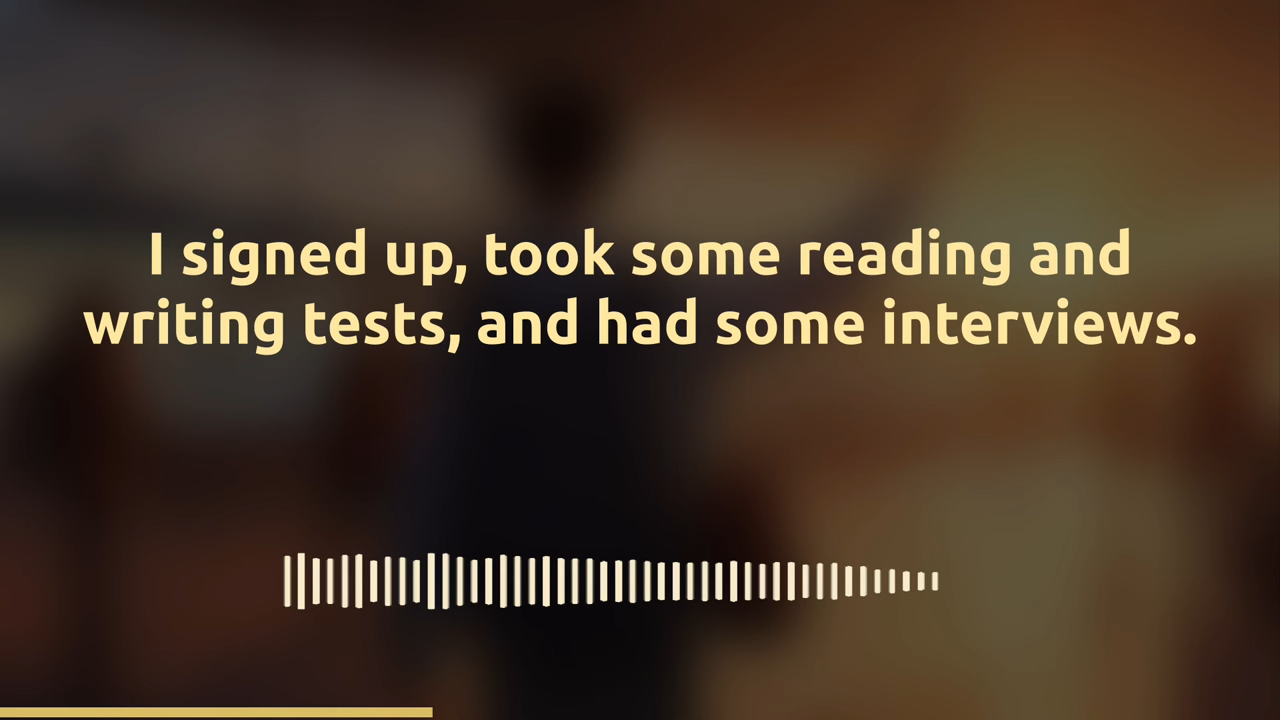 I signed up, took some reading and
writing tests, and had some interviews.